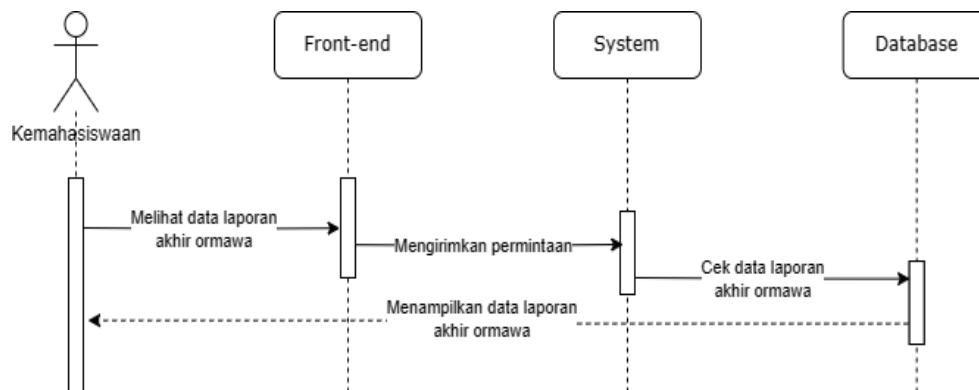 Front-end
System
Database
Kemahasiswaan
Melihat data laporan
akhir ormawa
Mengirimkan permintaan
Cek data laporan
akhir ormawa
Menampilkan data laporan
akhir ormawa